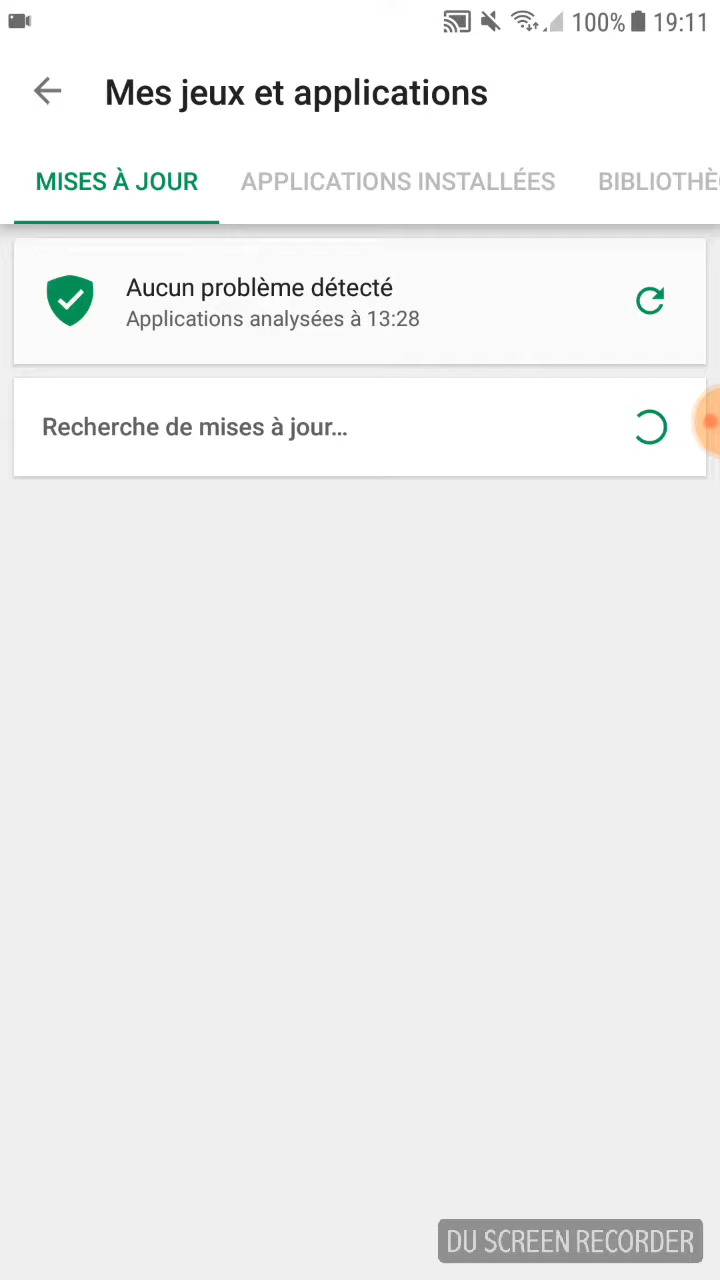 100% 19:11
Mes jeux et applications
MISES À JOUR APPLICATIONS INSTALLÉES BIBLIOTHÈ
Aucun problème détecté
Applications analysées à 13:28
Recherche de mises à jour...
DU SCREEN RECORDER